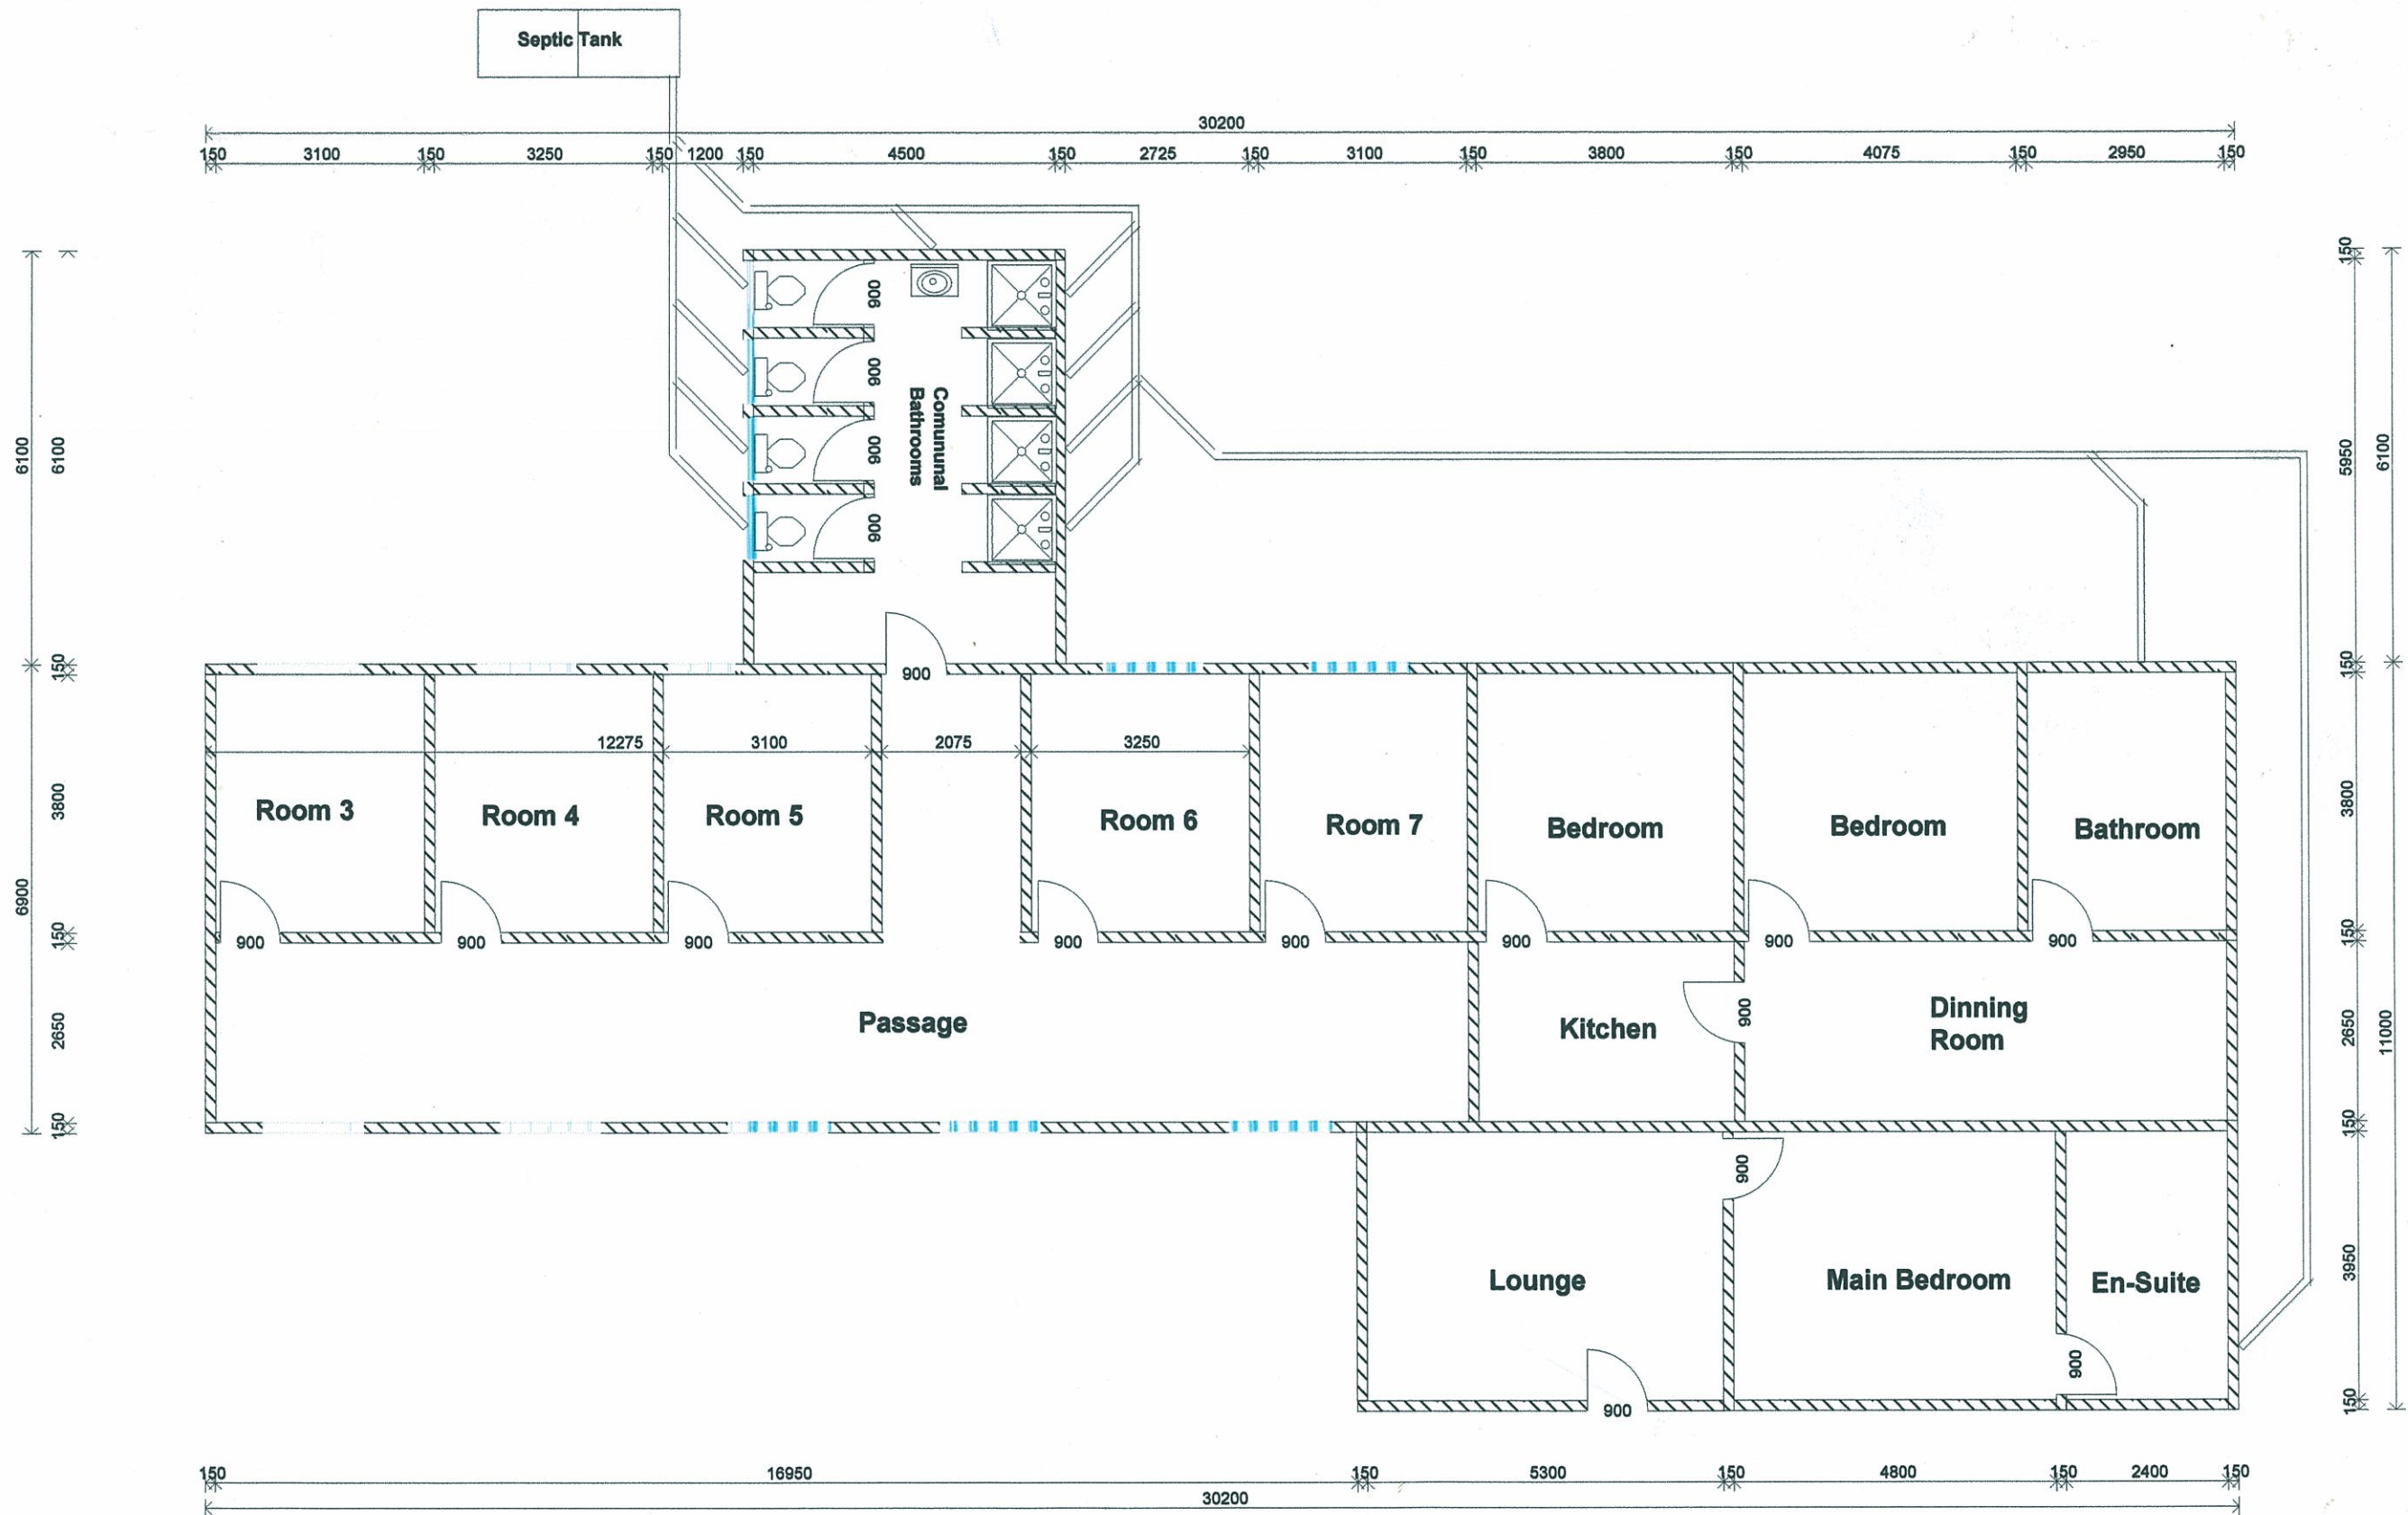 Septic Tank
30200
150 3100 150 3250 150 1200 150 4500 150 2725 150 3100 150 3800 150 4075 150 2950 150
6100
6100
150
5950
6100
900
900
900
900
Comununal
Bathrooms
150
900
150
12275 3100 2075 3250
3800
3800
Room 3
Room 4
Room 5
Room 6
Room 7
Bedroom
Bedroom
Bathroom
6900
150
900 900 900 900 900 900 900 900
150
2650
Passage
Kitchen
900
Dinning
Room
2650
11000
150
150
900
Lounge
Main Bedroom
En-Suite
3950
900
900
150
150 16950 150 5300 150 4800 150 2400 150
30200